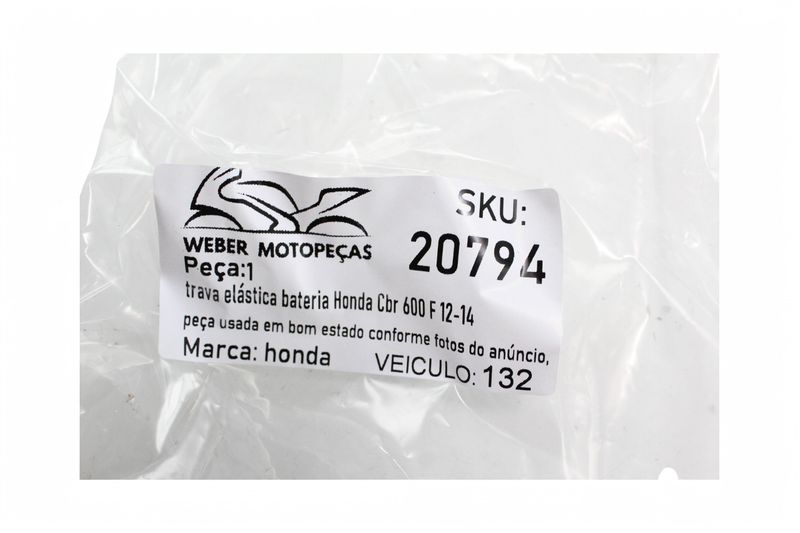 SKU:
20794
WEBER MOTOPEÇAS
Peça:1
trava elástica bateria Honda Cbr 600 F 12-14
peça usada em bom estado conforme fotos do anúncio,
Marca: honda
VEICULO: 132